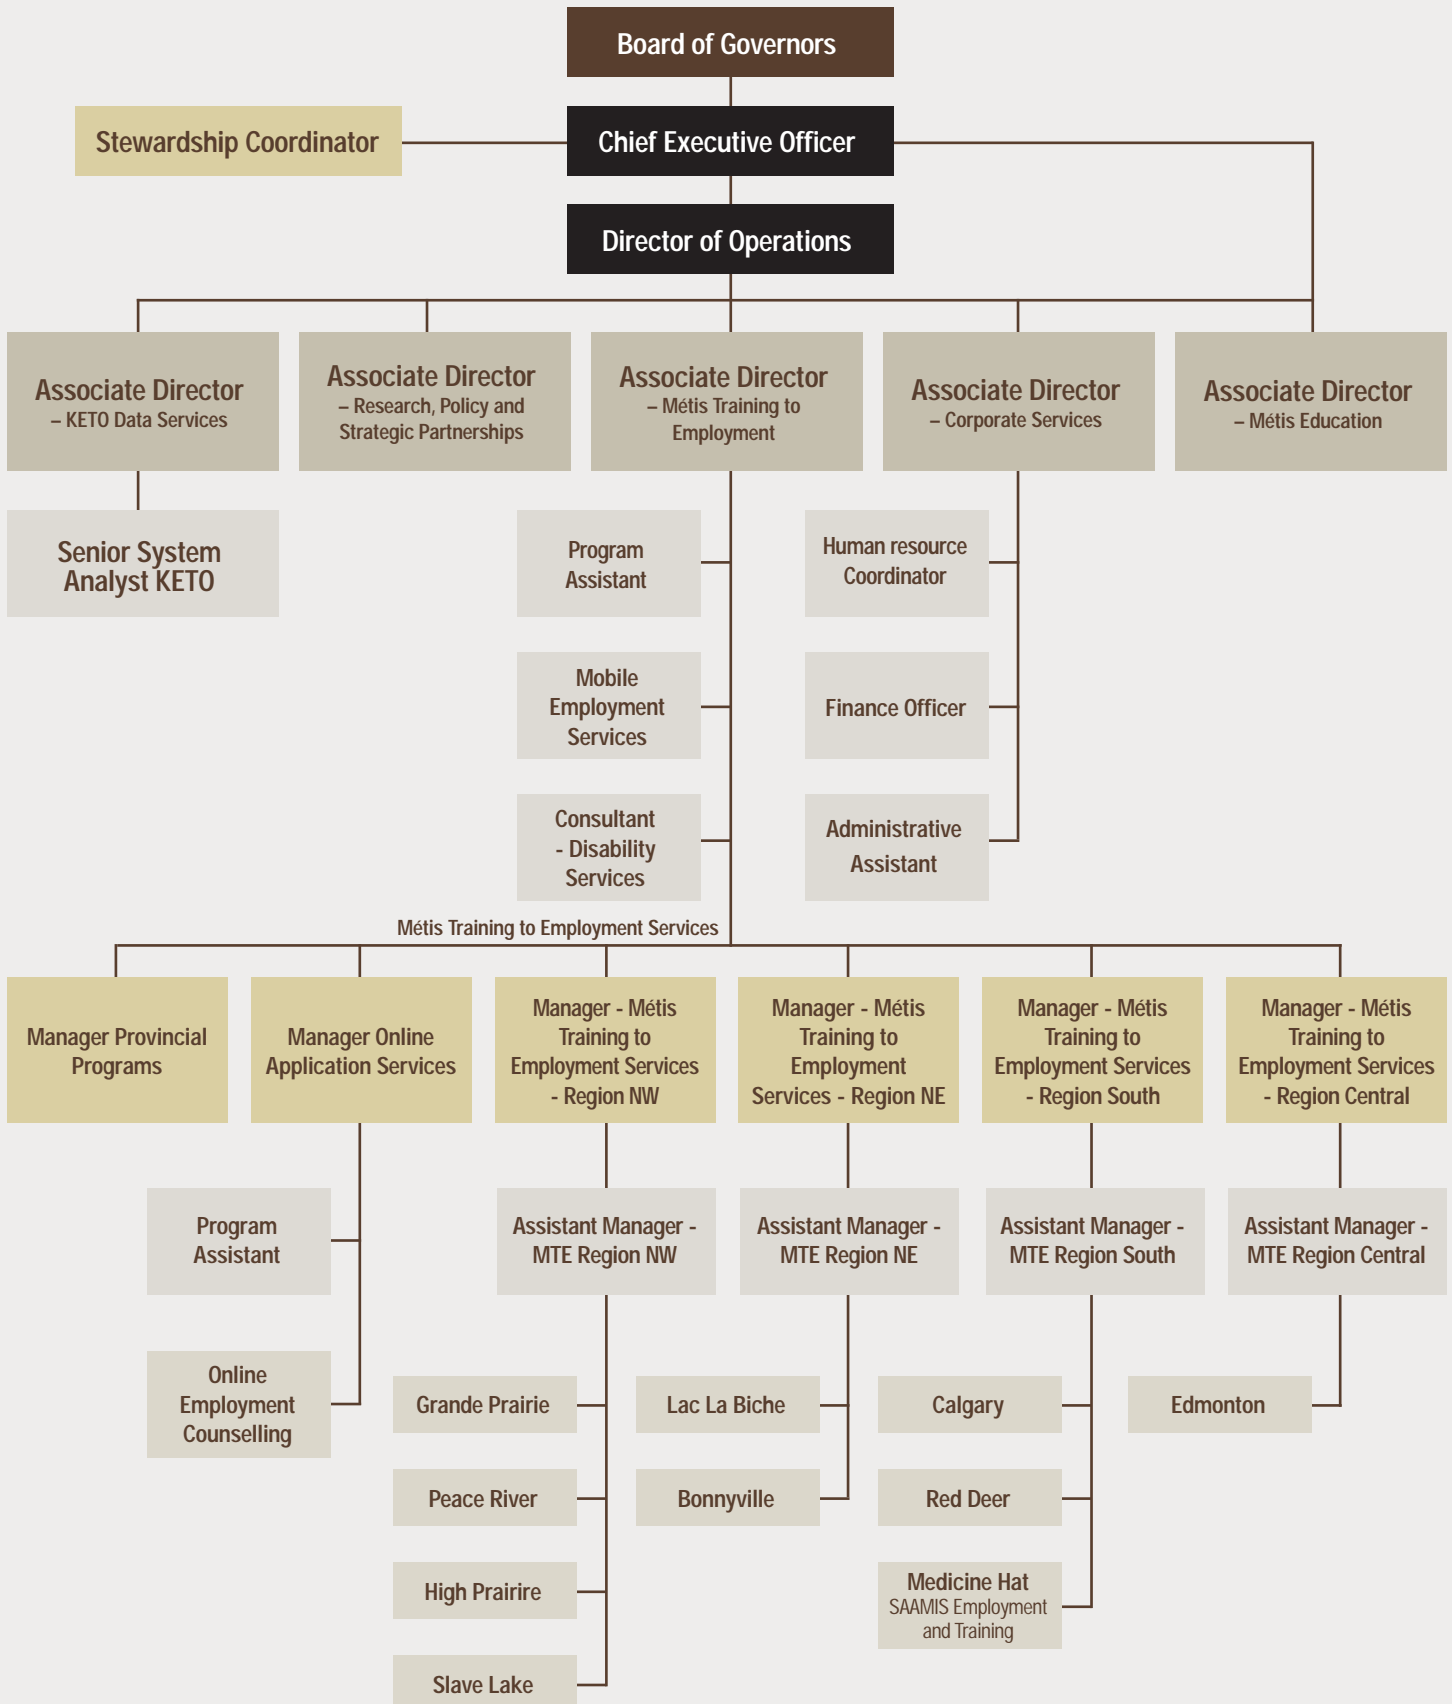 Board of Governors
Stewardship Coordinator
Chief Executive Officer
Director of Operations
Associate Director
– KETO Data Services
Associate Director
– Research, Policy and
Strategic Partnerships
Associate Director
– Métis Training to
Employment
Associate Director
– Corporate Services
Associate Director
– Métis Education
Senior System
Analyst KETO
Program
Assistant
Human resource
Coordinator
Mobile
Employment
Services
Finance Officer
Consultant
- Disability
Services
Administrative
Assistant
Métis Training to Employment Services
Manager Provincial
Programs
Manager Online
Application Services
Manager - Métis
Training to
Employment Services
- Region NW
Manager - Métis
Training to
Employment
Services - Region NE
Manager - Métis
Training to
Employment Services
- Region South
Manager - Métis
Training to
Employment Services
- Region Central
Program
Assistant
Assistant Manager -
MTE Region NW
Assistant Manager -
MTE Region NE
Assistant Manager -
MTE Region South
Assistant Manager -
MTE Region Central
Online
Employment
Counselling
Grande Prairie
Lac La Biche
Calgary
Edmonton
Peace River
Bonnyville
Red Deer
High Prairire
Medicine Hat
SAAMIS Employment
and Training
Slave Lake